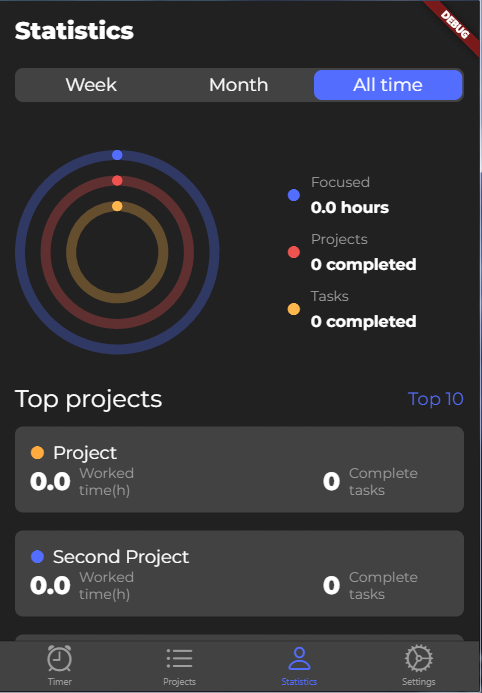 Statistics
DEBUG
Week Month All time
Focused
0.0 hours
Projects
0 completed
Tasks
0 completed
Top projects Top 10
Project
0.0 Worked time(h) 0 Complete tasks
Second Project
0.0 Worked time(h) 0 Complete tasks
Timer Projects Statistics Settings